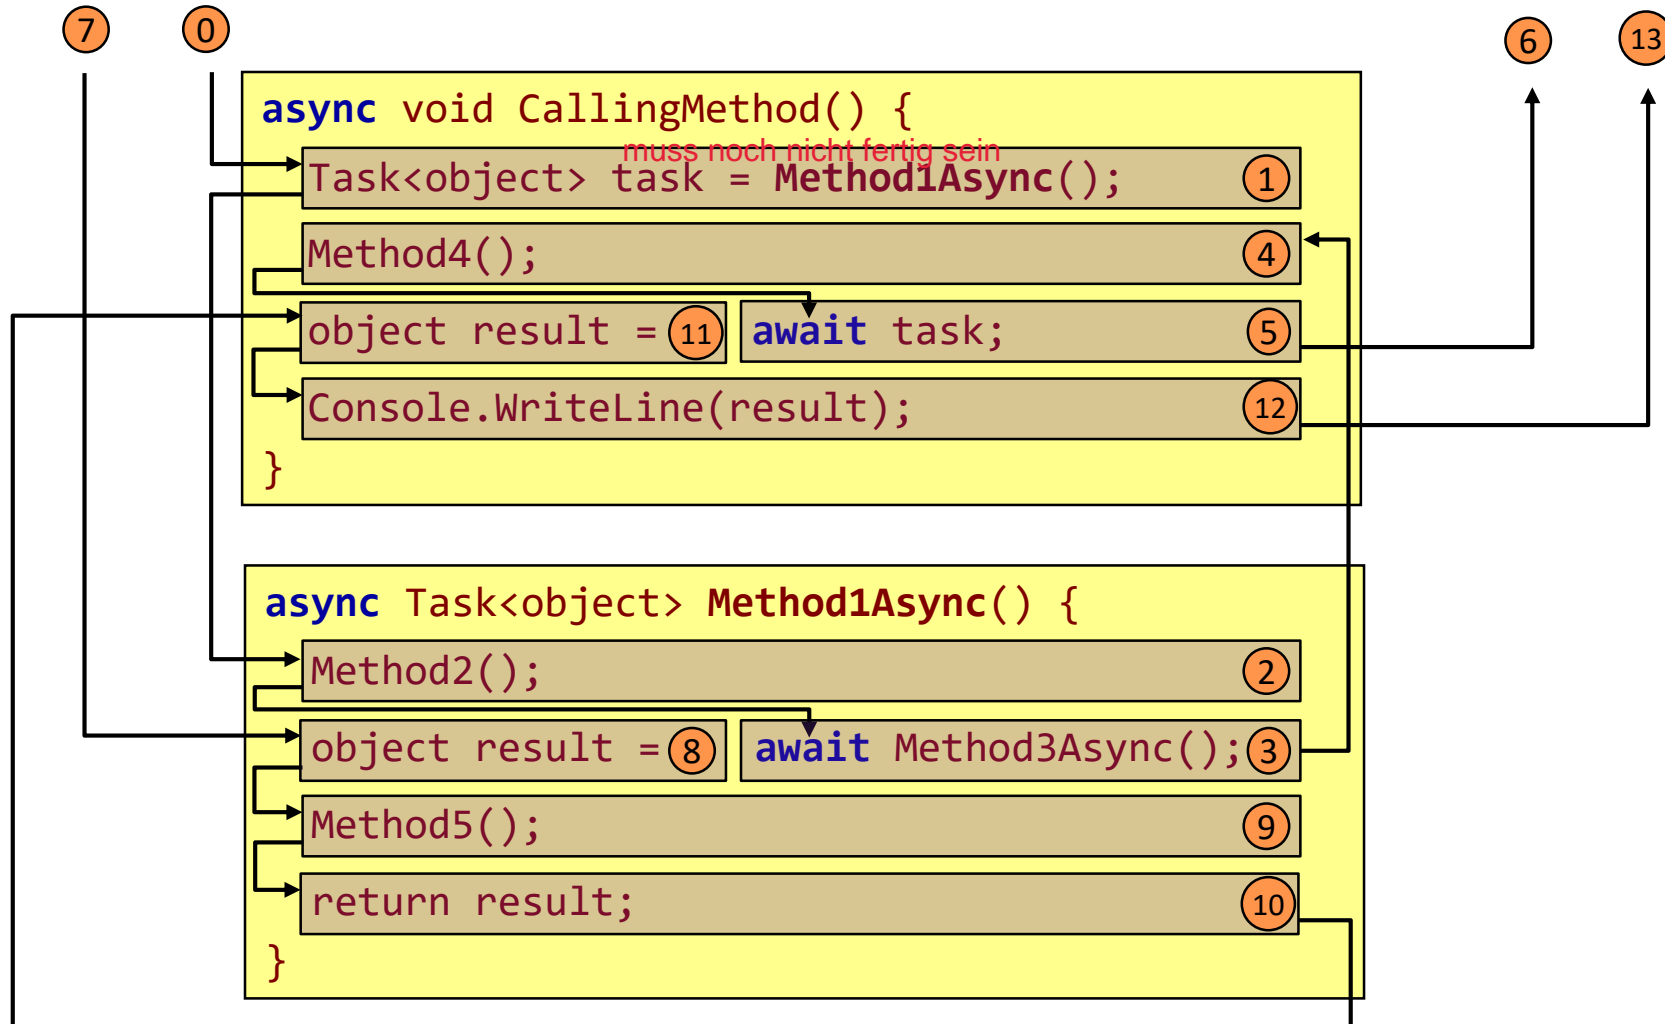 7 0 6 13
async void CallingMethod() {
muss noch nicht fertig sein
Task<object> task = Method1Async(); 1
Method4(); 4
object result = 11 await task; 5
Console.WriteLine(result); 12
}
async Task<object> Method1Async() {
Method2(); 2
object result = 8 await Method3Async(); 3
Method5(); 9
return result; 10
}